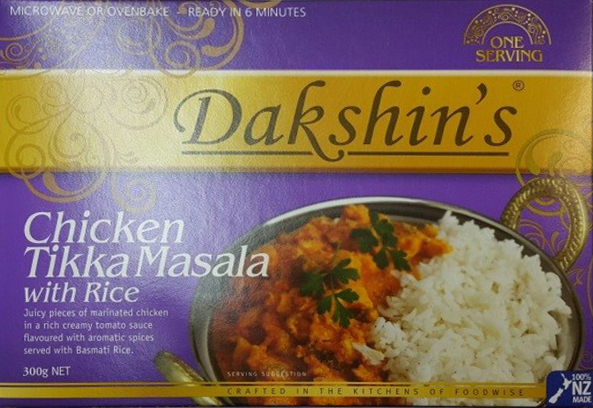 MICROWAVE OR OVENBAKE - READY IN 6 MINUTES
ONE
SERVING
Dakshin's®
Chicken
Tikka Masala
with Rice
Juicy pieces of marinated chicken
in a rich creamy tomato sauce
flavoured with aromatic spices
served with Basmati Rice.
300g NET
SERVING SUGGESTION
CRAFTED IN THE KITCHENS OF FOODWISE
100%
NZ
MADE